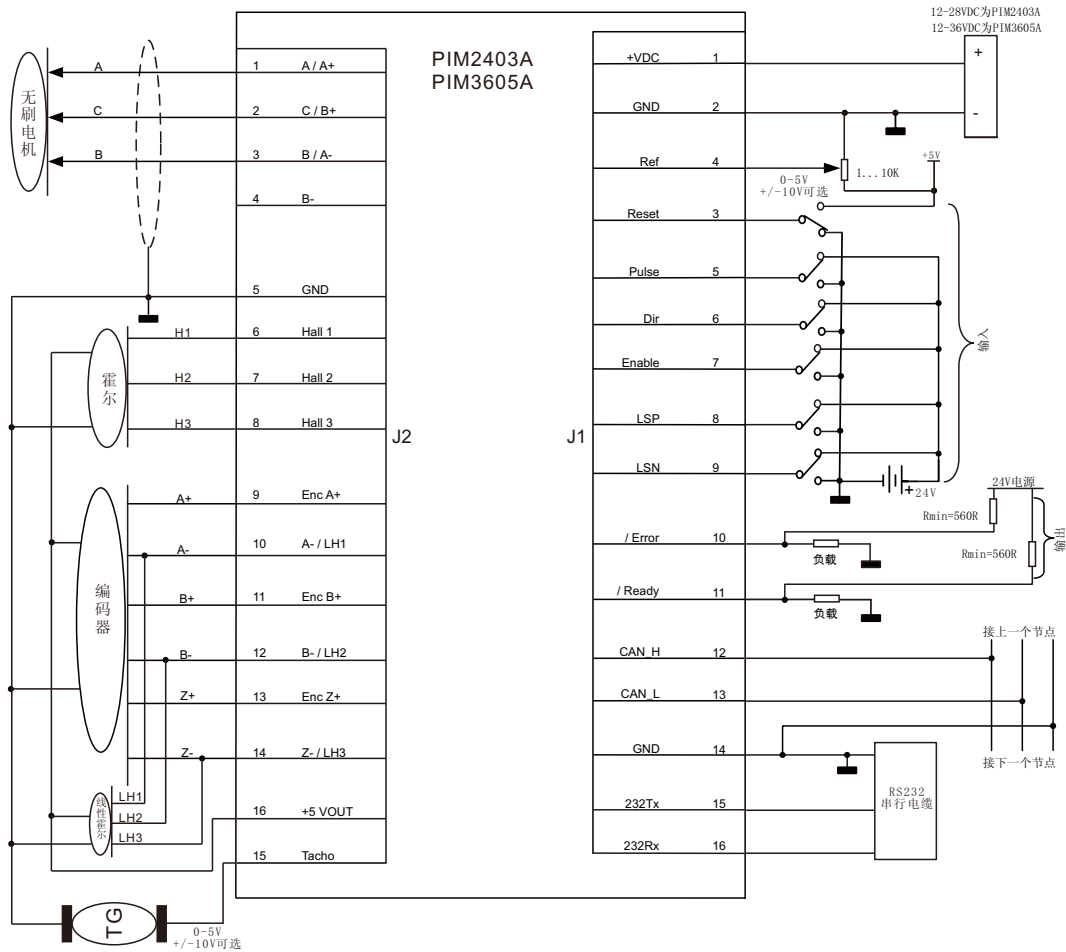 12-28VDC为PIM2403A
12-36VDC为PIM3605A
PIM2403A
PIM3605A
无刷电机
A
1 A / A+
C
2 C / B+
B
3 B / A-
4 B-
5 GND
霍尔
H1
6 Hall 1
H2
7 Hall 2
H3
8 Hall 3
J2
编码器
A+
9 Enc A+
A-
10 A- / LH1
B+
11 Enc B+
B-
12 B- / LH2
Z+
13 Enc Z+
Z-
14 Z- / LH3
线性霍尔
LH1
LH2
LH3
16 +5 VOUT
15 Tacho
TG
0-5V
+/-10V可选
J1
+VDC 1
+
GND 2
-
Ref 4
0-5V
+/-10V可选
1...10K
+5V
Reset 3
Pulse 5
Dir 6
Enable 7
LSP 8
LSN 9
+24V
输入
24V电源
Rmin=560R
Rmin=560R
输出
/ Error 10
负载
/ Ready 11
负载
接上一个节点
CAN_H 12
CAN_L 13
GND 14
接下一个节点
232Tx 15
232Rx 16
RS232
串行电缆